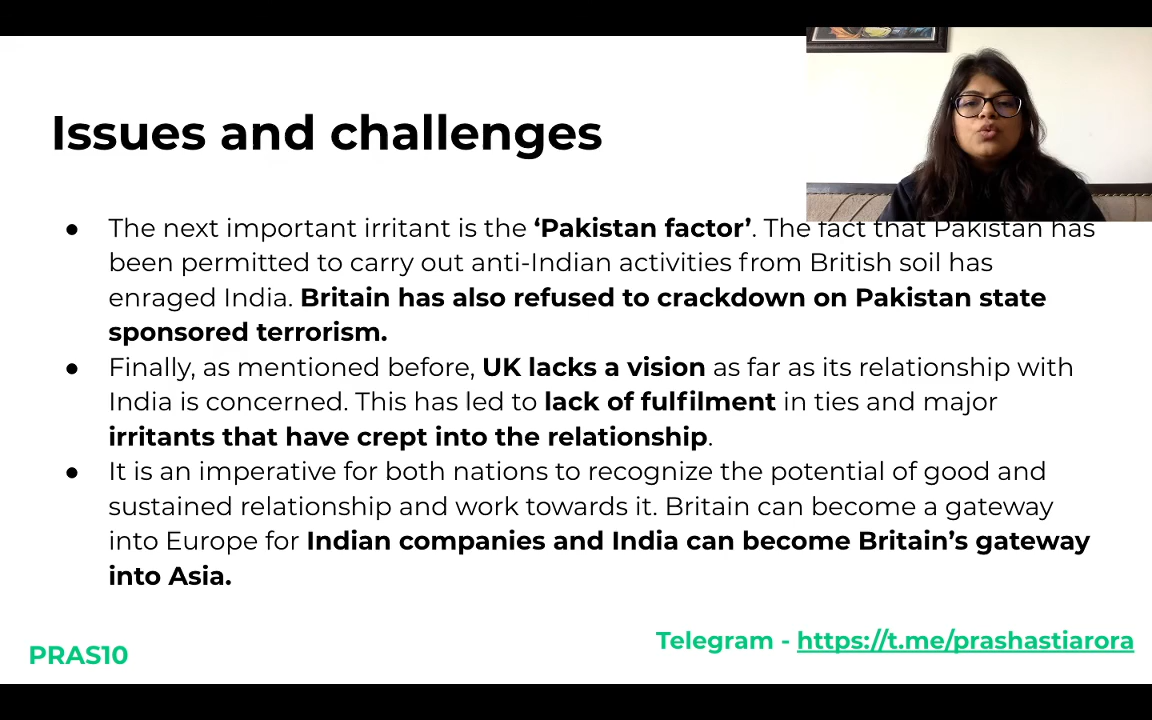 Issues and challenges
● The next important irritant is the ‘Pakistan factor’. The fact that Pakistan has
been permitted to carry out anti-Indian activities from British soil has
enraged India. Britain has also refused to crackdown on Pakistan state
sponsored terrorism.
● Finally, as mentioned before, UK lacks a vision as far as its relationship with
India is concerned. This has led to lack of fulfilment in ties and major
irritants that have crept into the relationship.
● It is an imperative for both nations to recognize the potential of good and
sustained relationship and work towards it. Britain can become a gateway
into Europe for Indian companies and India can become Britain’s gateway
into Asia.
Telegram - https://t.me/prashastiarora
PRAS10